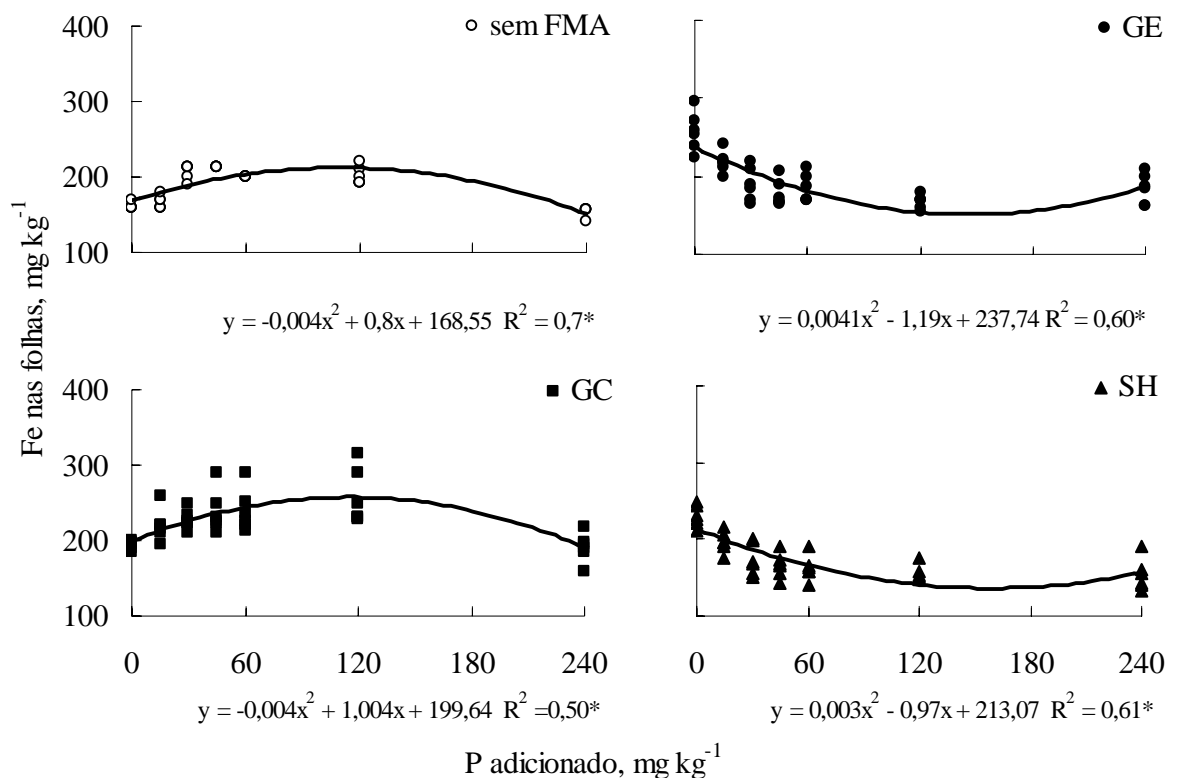 Fe nas folhas, mg kg⁻¹
400
300
200
100
sem FMA
GE
y = -0,004x² + 0,8x + 168,55 R² = 0,7*
y = 0,0041x² - 1,19x + 237,74 R² = 0,60*
400
300
200
100
GC
SH
0 60 120 180 240
0 60 120 180 240
y = -0,004x² + 1,004x + 199,64 R² =0,50*
y = 0,003x² - 0,97x + 213,07 R² = 0,61*
P adicionado, mg kg⁻¹